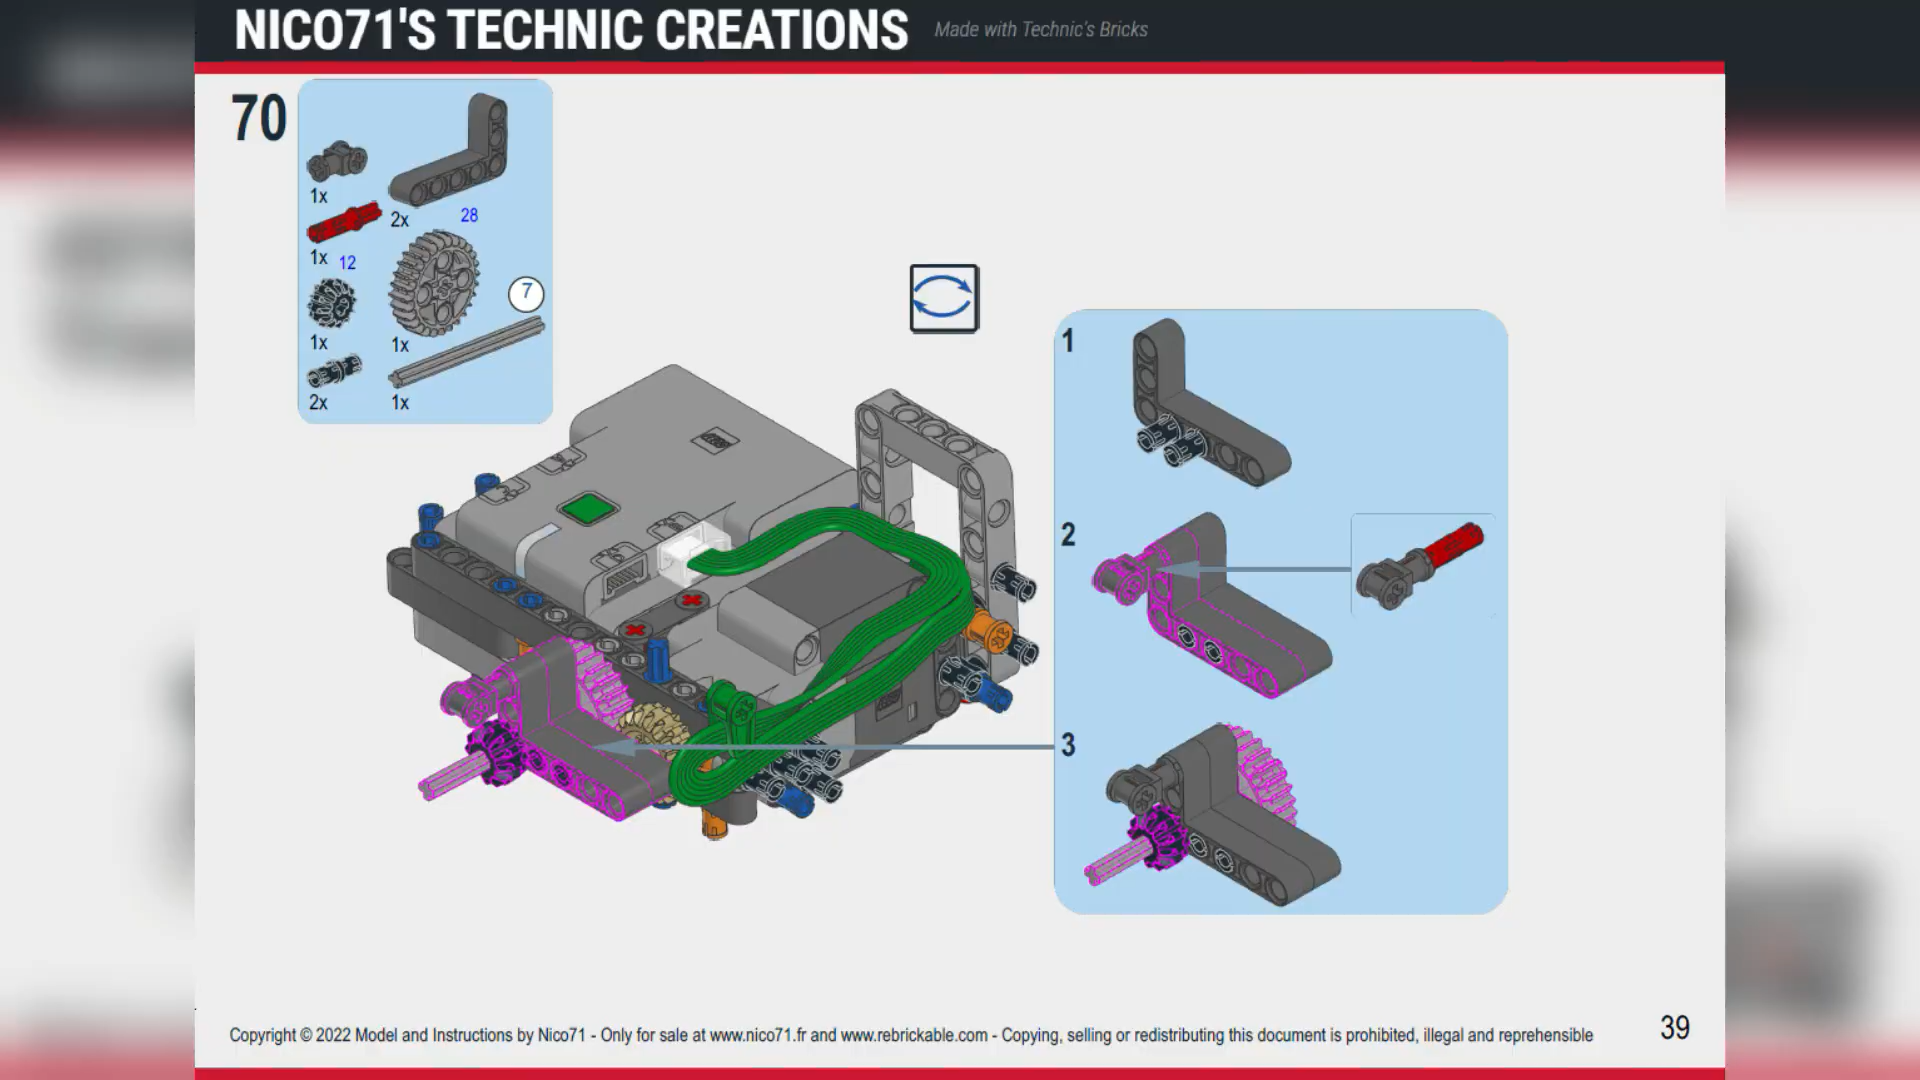 NICO71'S TECHNIC CREATIONS Made with Technic's Bricks
70
1x
2x
28
1x
12
7
1x
1x
2x
1x
1
2
3
Copyright © 2022 Model and Instructions by Nico71 - Only for sale at www.nico71.fr and www.rebrickable.com - Copying, selling or redistributing this document is prohibited, illegal and reprehensible
39